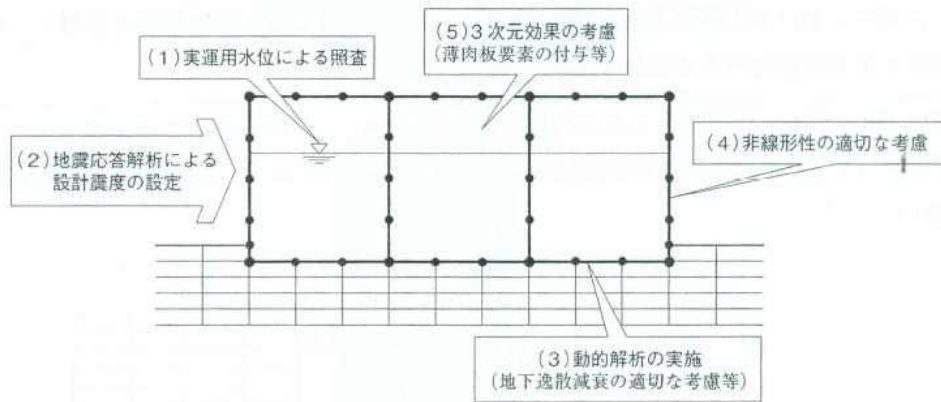 (1)実運用水位による照査
(5)3次元効果の考慮
(薄肉板要素の付与等)
(2)地震応答解析による
設計震度の設定
(4)非線形性の適切な考慮
(3)動的解析の実施
(地下逸散減衰の適切な考慮等)